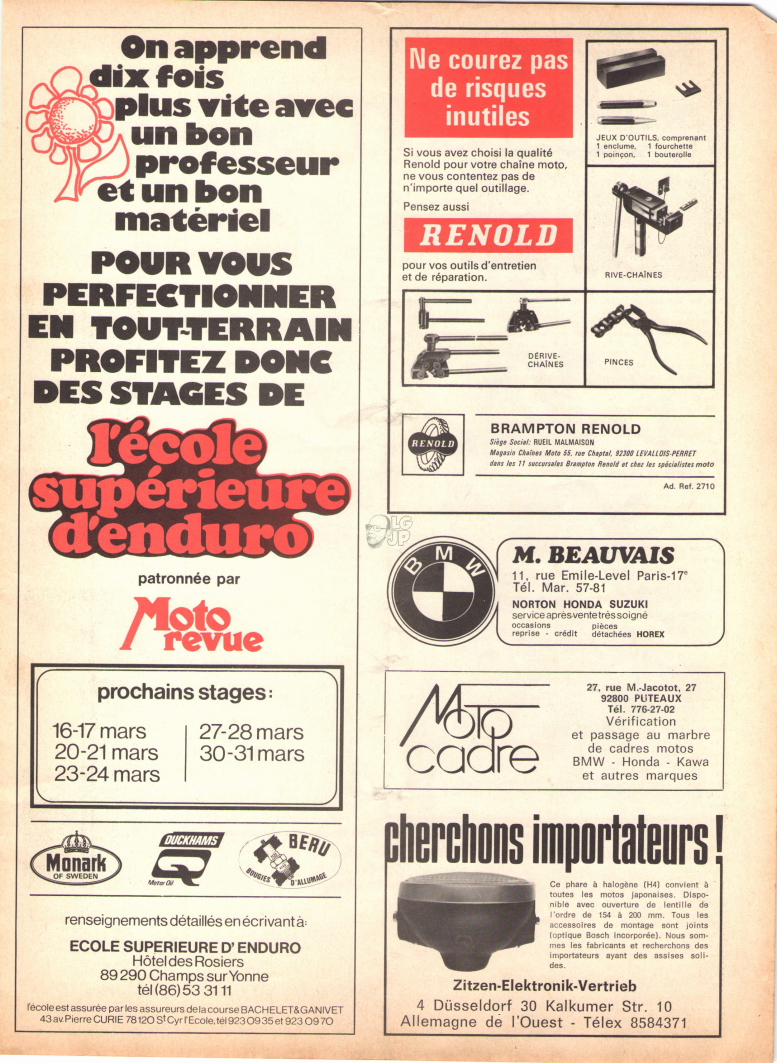 On apprend
dix fois
plus vite avec
un bon
professeur
et un bon
matériel
POUR VOUS
PERFECTIONNER
EN TOUT-TERRAIN
PROFITEZ DONC
DES STAGES DE
l'école
supérieure
d'enduro
patronnée par
Moto
revue
prochains stages:
16-17 mars
20-21 mars
23-24 mars
27-28 mars
30-31 mars
Monark
OF SWEDEN
DUCKHAMS
Q
Motor Oil
BERU
BOUGIES D'ALLUMAGE
renseignements détaillés en écrivant à:
ECOLE SUPERIEURE D'ENDURO
Hôtel des Rosiers
89290 Champs sur Yonne
tél (86) 53 31 11
l'école est assurée par les assureurs de la course BACHELET & GANIVET
43 av. Pierre CURIE 78120 St Cyr l'Ecole, tél 923 09 35 et 923 09 70
Ne courez pas
de risques
inutiles
Si vous avez choisi la qualité
Renold pour votre chaîne moto,
ne vous contentez pas de
n'importe quel outillage.
Pensez aussi
RENOLD
pour vos outils d'entretien
et de réparation.
JEUX D'OUTILS, comprenant
1 enclume, 1 fourchette
1 poinçon, 1 bouterolle
RIVE-CHAÎNES
DÉRIVE-
CHAÎNES
PINCES
RENOLD
BRAMPTON RENOLD
Siège Social: RUEIL MALMAISON
Magasin Chaînes Moto 55, rue Chaptal, 92300 LEVALLOIS-PERRET
dans les 11 succursales Brampton Renold et chez les spécialistes moto
Ad. Ref. 2710
LG
JP
BMW
M. BEAUVAIS
11, rue Emile-Level Paris-17e
Tél. Mar. 57-81
NORTON HONDA SUZUKI
service après vente très soigné
occasions pièces
reprise - crédit détachées HOREX
Moto
cadre
27, rue M.-Jacotot, 27
92800 PUTEAUX
Tél. 776-27-02
Vérification
et passage au marbre
de cadres motos
BMW - Honda - Kawa
et autres marques
cherchons importateurs!
Ce phare à halogène (H4) convient à
toutes les motos japonaises. Dispo-
nible avec ouverture de lentille de
l'ordre de 154 à 200 mm. Tous les
accessoires de montage sont joints
(optique Bosch incorporée). Nous som-
mes les fabricants et recherchons des
importateurs ayant des assises soli-
des.
Zitzen-Elektronik-Vertrieb
4 Düsseldorf 30 Kalkumer Str. 10
Allemagne de l'Ouest - Télex 8584371